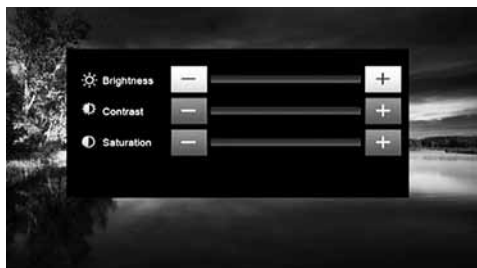 Brightness − +
Contrast − +
Saturation − +